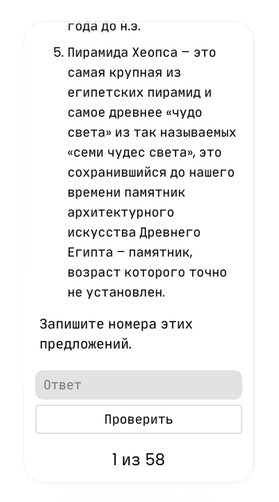 года до н.э.
5. Пирамида Хеопса – это
самая крупная из
египетских пирамид и
самое древнее «чудо
света» из так называемых
«семи чудес света», это
сохранившийся до нашего
времени памятник
архитектурного
искусства Древнего
Египта – памятник,
возраст которого точно
не установлен.
Запишите номера этих
предложений.
Ответ
Проверить
1 из 58